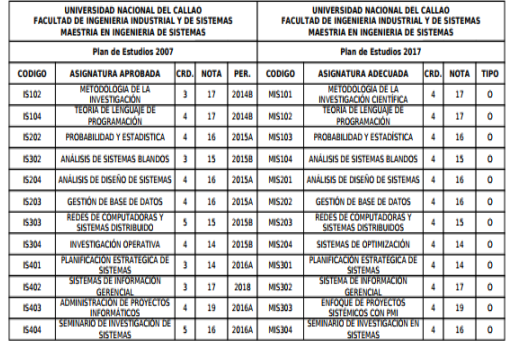 UNIVERSIDAD NACIONAL DEL CALLAO
FACULTAD DE INGENIERIA INDUSTRIAL Y DE SISTEMAS
MAESTRIA EN INGENIERIA DE SISTEMAS
UNIVERSIDAD NACIONAL DEL CALLAO
FACULTAD DE INGENIERIA INDUSTRIAL Y DE SISTEMAS
MAESTRIA EN INGENIERIA DE SISTEMAS
Plan de Estudios 2007 Plan de Estudios 2017
CODIGO ASIGNATURA APROBADA CRD. NOTA PER. CODIGO ASIGNATURA ADECUADA CRD. NOTA TIPO
IS102 METODOLOGIA DE LA INVESTIGACIÓN 3 17 2014B MIS101 METODOLOGIA DE LA INVESTIGACIÓN CIENTÍFICA 4 17 O
IS104 TEORIA DE LENGUAJE DE PROGRAMACIÓN 4 17 2014B MIS102 TEORIA DE LENGUAJE DE PROGRAMACIÓN 4 17 O
IS202 PROBABILIDAD Y ESTADISTICA 4 16 2015A MIS103 PROBABILIDAD Y ESTADÍSTICA 4 16 O
IS302 ANÁLISIS DE SISTEMAS BLANDOS 3 15 2015B MIS104 ANÁLISIS DE SISTEMAS BLANDOS 4 15 O
IS204 ANÁLISIS DE DISEÑO DE SISTEMAS 4 16 2015A MIS201 ANÁLISIS DE DISEÑO DE SISTEMAS 4 16 O
IS203 GESTIÓN DE BASE DE DATOS 4 16 2015A MIS202 GESTIÓN DE BASE DE DATOS 4 16 O
IS303 REDES DE COMPUTADORAS Y SISTEMAS DISTRIBUIDO 5 15 2015B MIS203 REDES DE COMPUTADORAS Y SISTEMAS DISTRIBUIDOS 4 15 O
IS304 INVESTIGACIÓN OPERATIVA 4 14 2015B MIS204 SISTEMAS DE OPTIMIZACIÓN 4 14 O
IS401 PLANIFICACIÓN ESTRATEGICA DE SISTEMAS 3 14 2016A MIS301 PLANIFICACIÓN ESTRATEGICA DE SISTEMAS 3 14 O
IS402 SISTEMAS DE INFORMACIÓN GERENCIAL 3 17 2018 MIS302 SISTEMA DE INFORMACIÓN GERENCIAL 4 17 O
IS403 ADMINISTRACIÓN DE PROYECTOS INFORMÁTICOS 4 19 2016A MIS303 ENFOQUE DE PROYECTOS SISTÉMICOS CON PMI 4 19 O
IS404 SEMINARIO DE INVESTIGACIÓN DE SISTEMAS 5 16 2016A MIS304 SEMINARIO DE INVESTIGACIÓN EN SISTEMAS 4 16 O